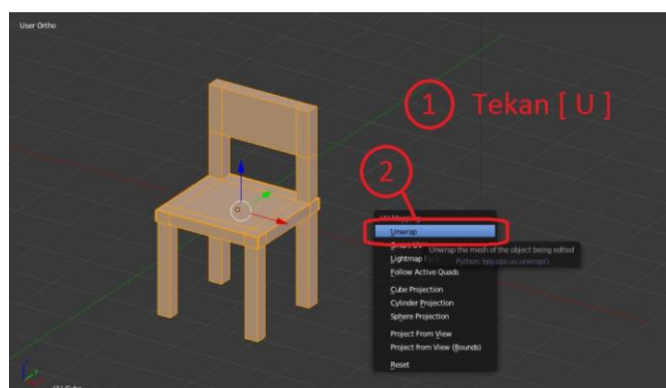 User Ortho
1 Tekan [ U ]
2
UV Mapping
Unwrap
Smart UV
Unwrap the mesh of the object being edited
Lightmap
Python: bpy.ops.uv.unwrap()
Follow Active Quads
Cube Projection
Cylinder Projection
Sphere Projection
Project From View
Project from View (Bounds)
Reset
(1) Cube